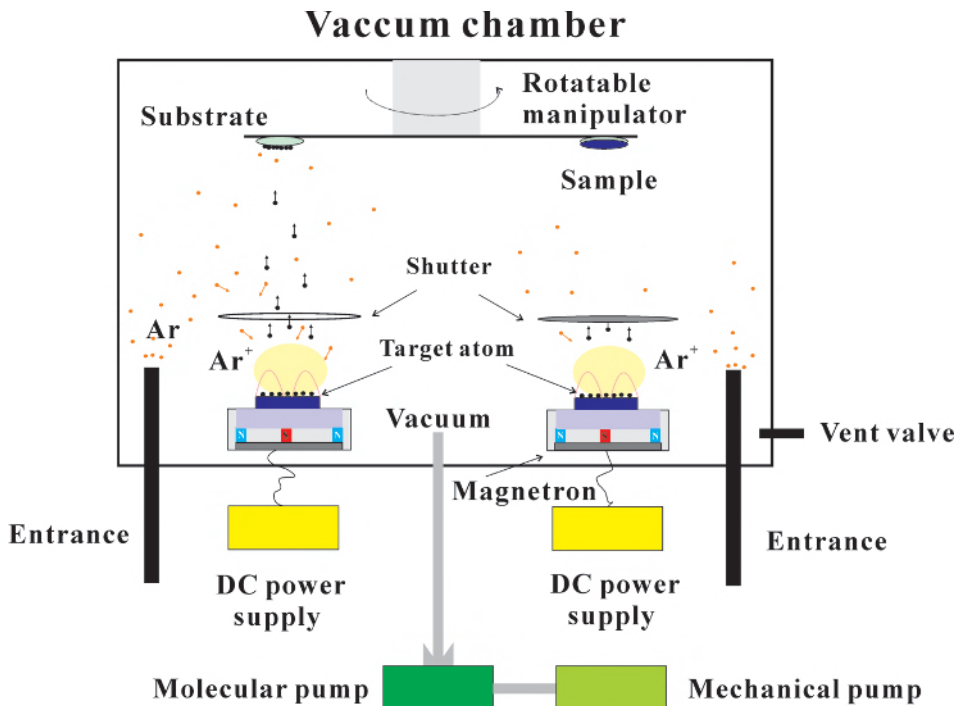 Vaccum chamber
Rotatable
manipulator
Substrate
Sample
Shutter
Ar
Ar+
Target atom
Ar+
Vacuum
N
S
N
N
S
N
Vent valve
Magnetron
Entrance
Entrance
DC power
supply
DC power
supply
Molecular pump
Mechanical pump